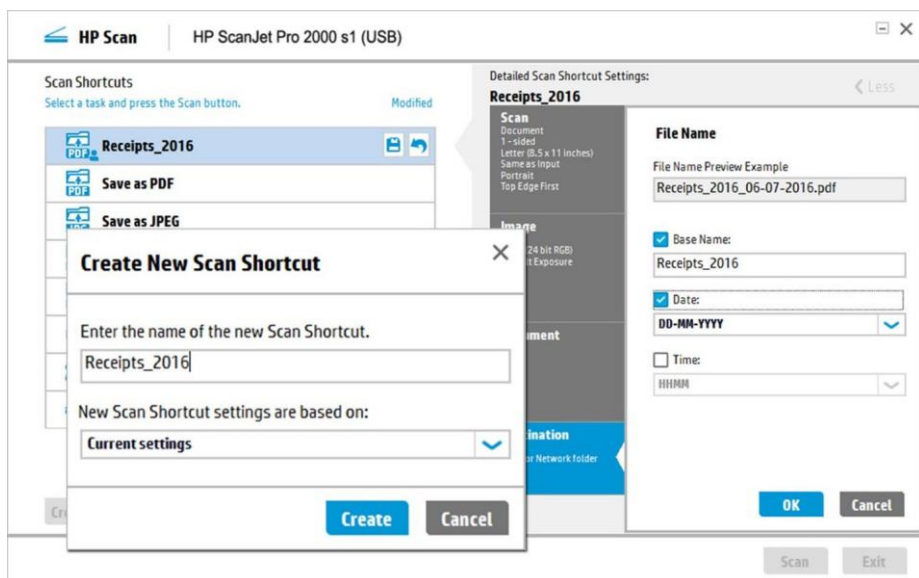 HP Scan
HP ScanJet Pro 2000 s1 (USB)
Scan Shortcuts
Select a task and press the Scan button.
Modified
Receipts_2016
Save as PDF
Save as JPEG
Detailed Scan Shortcut Settings:
Receipts_2016
Less
Scan
Document
1 - sided
Letter (8.5 x 11 inches)
Same as Input
Portrait
Top Edge First
Image
24 bit RGB)
Exposure
File Name
File Name Preview Example
Receipts_2016_06-07-2016.pdf
Base Name:
Receipts_2016
Date:
DD-MM-YYYY
Time:
HHMM
OK
Cancel
Create New Scan Shortcut
Enter the name of the new Scan Shortcut.
Receipts_2016
New Scan Shortcut settings are based on:
Current settings
Create
Cancel
or Network folder
Scan
Exit